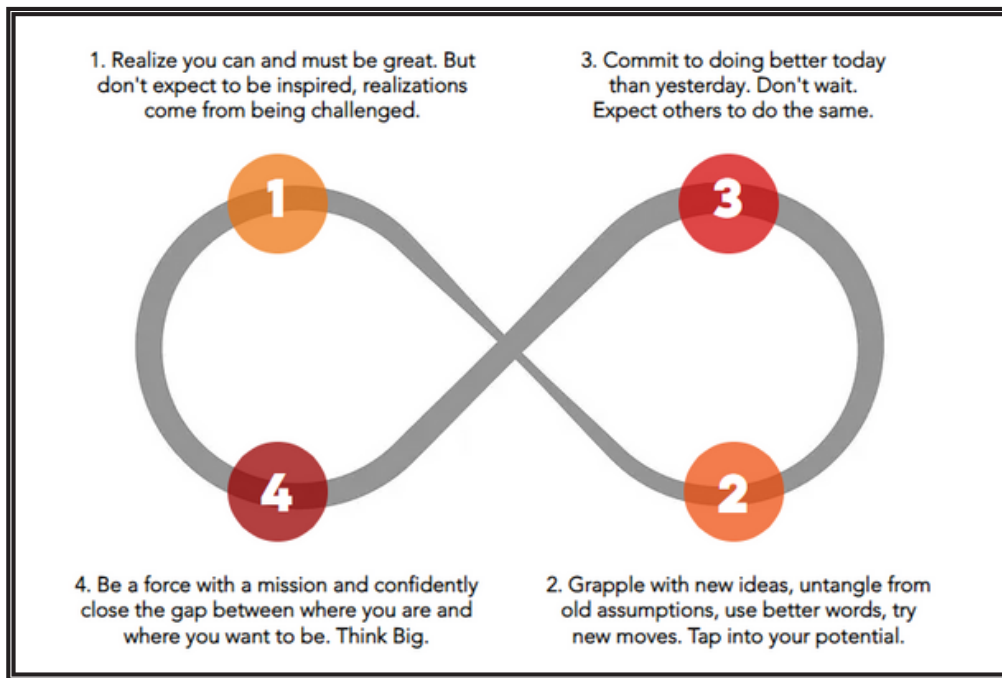 1. Realize you can and must be great. But
don't expect to be inspired, realizations
come from being challenged.
3. Commit to doing better today
than yesterday. Don't wait.
Expect others to do the same.
1
3
4
2
4. Be a force with a mission and confidently
close the gap between where you are and
where you want to be. Think Big.
2. Grapple with new ideas, untangle from
old assumptions, use better words, try
new moves. Tap into your potential.